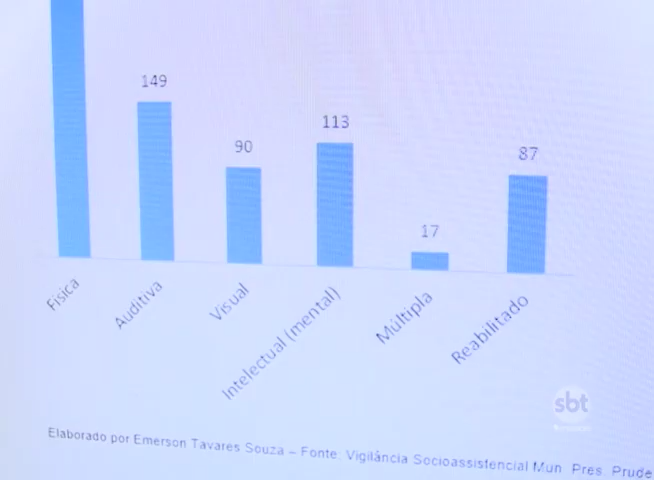 149
90
113
17
87
Física
Auditiva
Visual
Intelectual (mental)
Múltipla
Reabilitado
sbt
Elaborado por Emerson Tavares Souza – Fonte: Vigilância Socioassistencial Mun. Pres. Prude